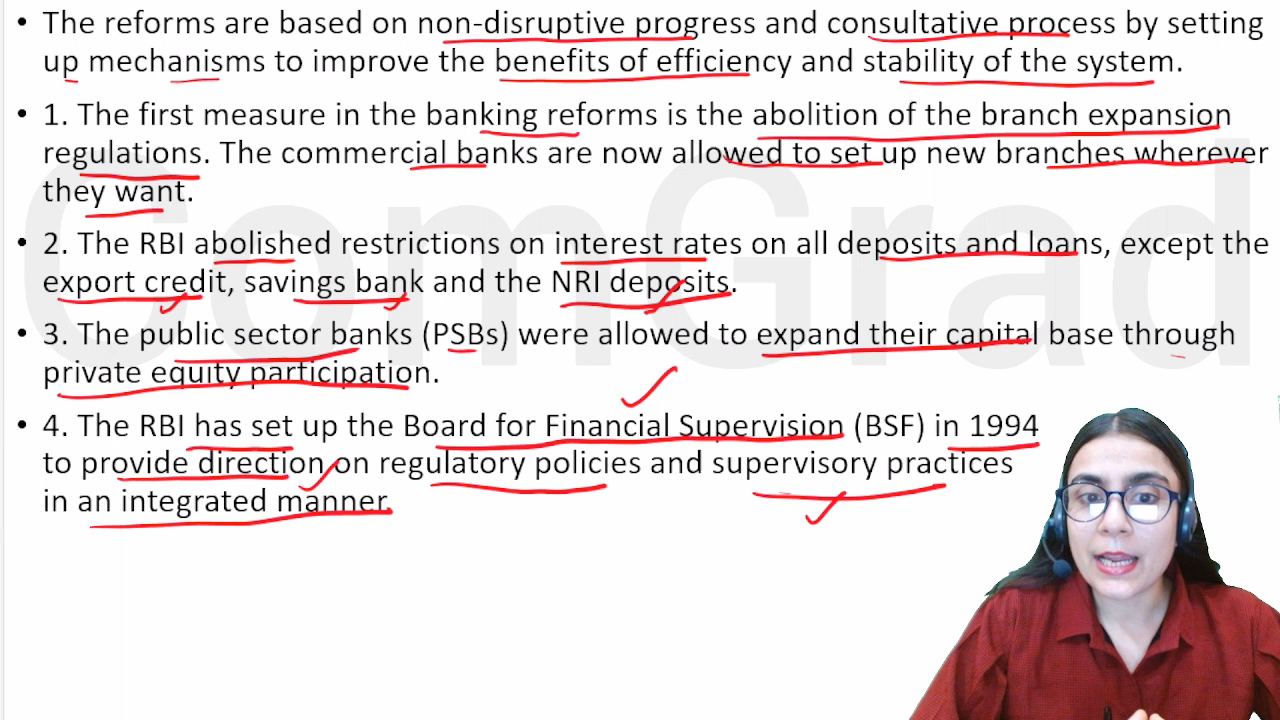 • The reforms are based on non-disruptive progress and consultative process by setting
up mechanisms to improve the benefits of efficiency and stability of the system.
• 1. The first measure in the banking reforms is the abolition of the branch expansion
regulations. The commercial banks are now allowed to set up new branches wherever
they want.
• 2. The RBI abolished restrictions on interest rates on all deposits and loans, except the
export credit, savings bank and the NRI deposits.
• 3. The public sector banks (PSBs) were allowed to expand their capital base through
private equity participation.
• 4. The RBI has set up the Board for Financial Supervision (BSF) in 1994
to provide direction on regulatory policies and supervisory practices
in an integrated manner.
ComGrad